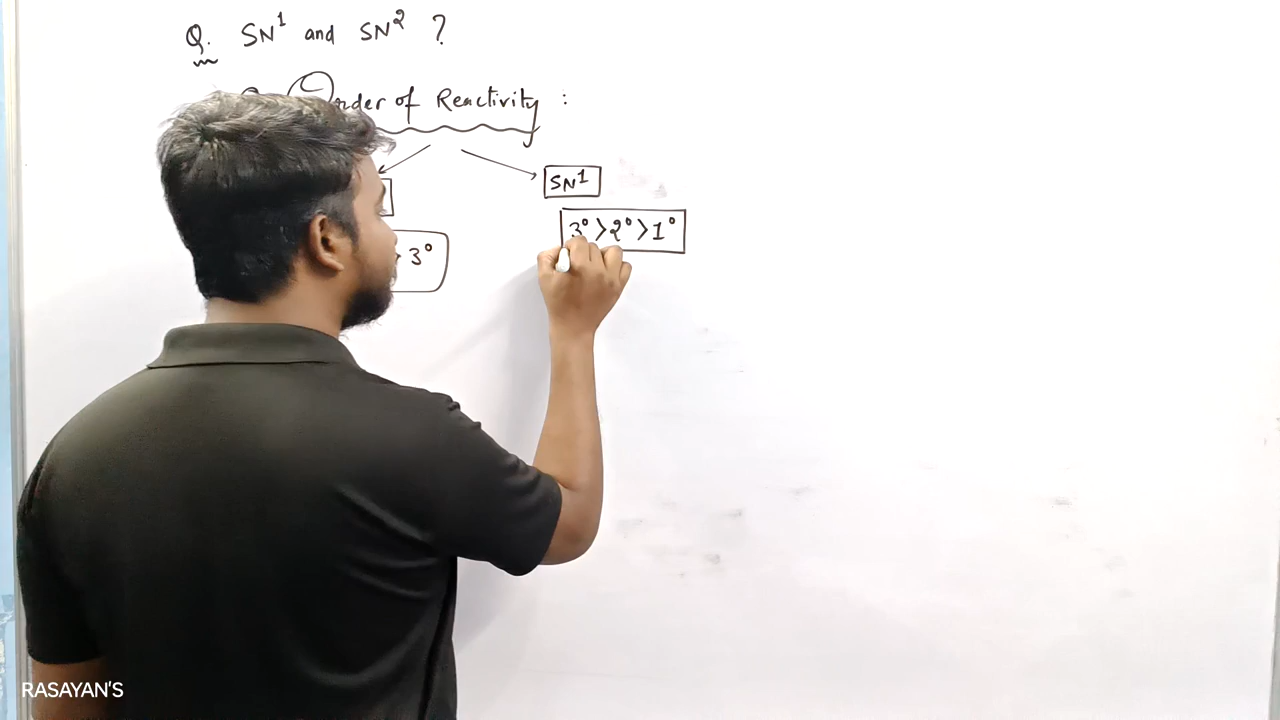 Q. SN¹ and SN² ?
Order of Reactivity :
SN¹
3° > 2° > 1°
> 3°
RASAYAN'S